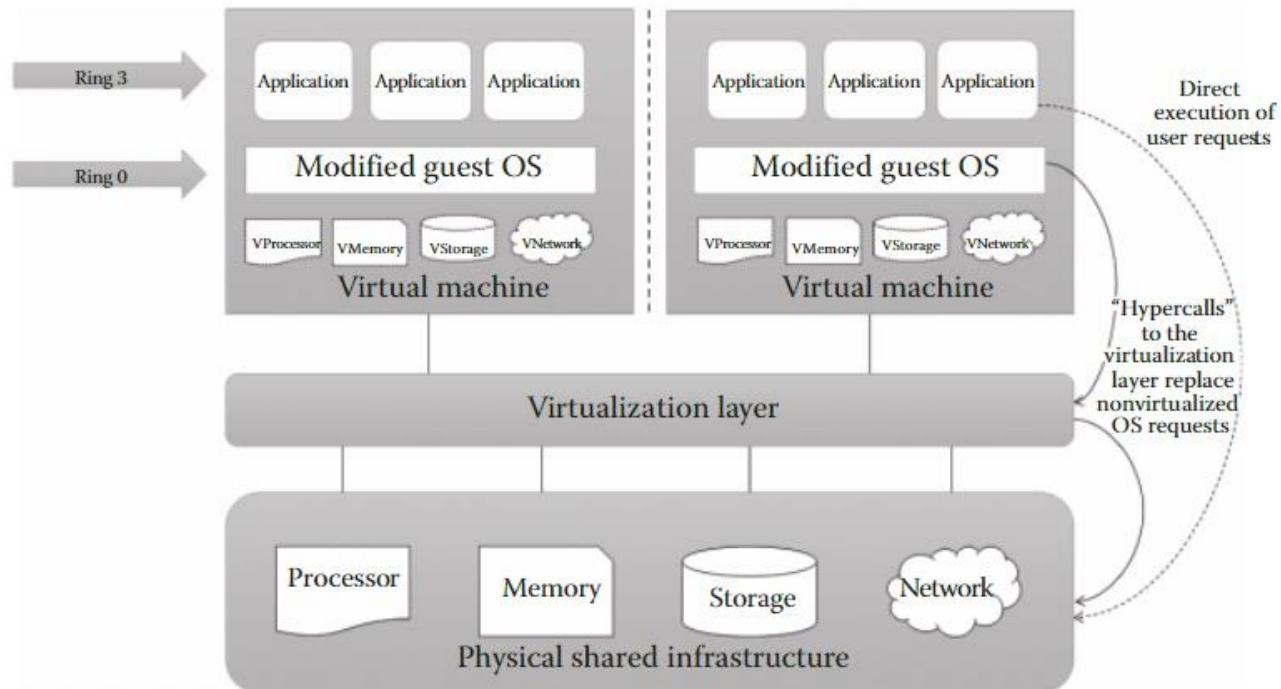 Ring 3
Application
Application
Application
Ring 0
Modified guest OS
VProcessor
VMemory
VStorage
VNetwork
Virtual machine
Application
Application
Application
Modified guest OS
VProcessor
VMemory
VStorage
VNetwork
Virtual machine
Direct
execution of
user requests
“Hypercalls”
to the
virtualization
layer replace
nonvirtualized
OS requests
Virtualization layer
Processor
Memory
Storage
Network
Physical shared infrastructure